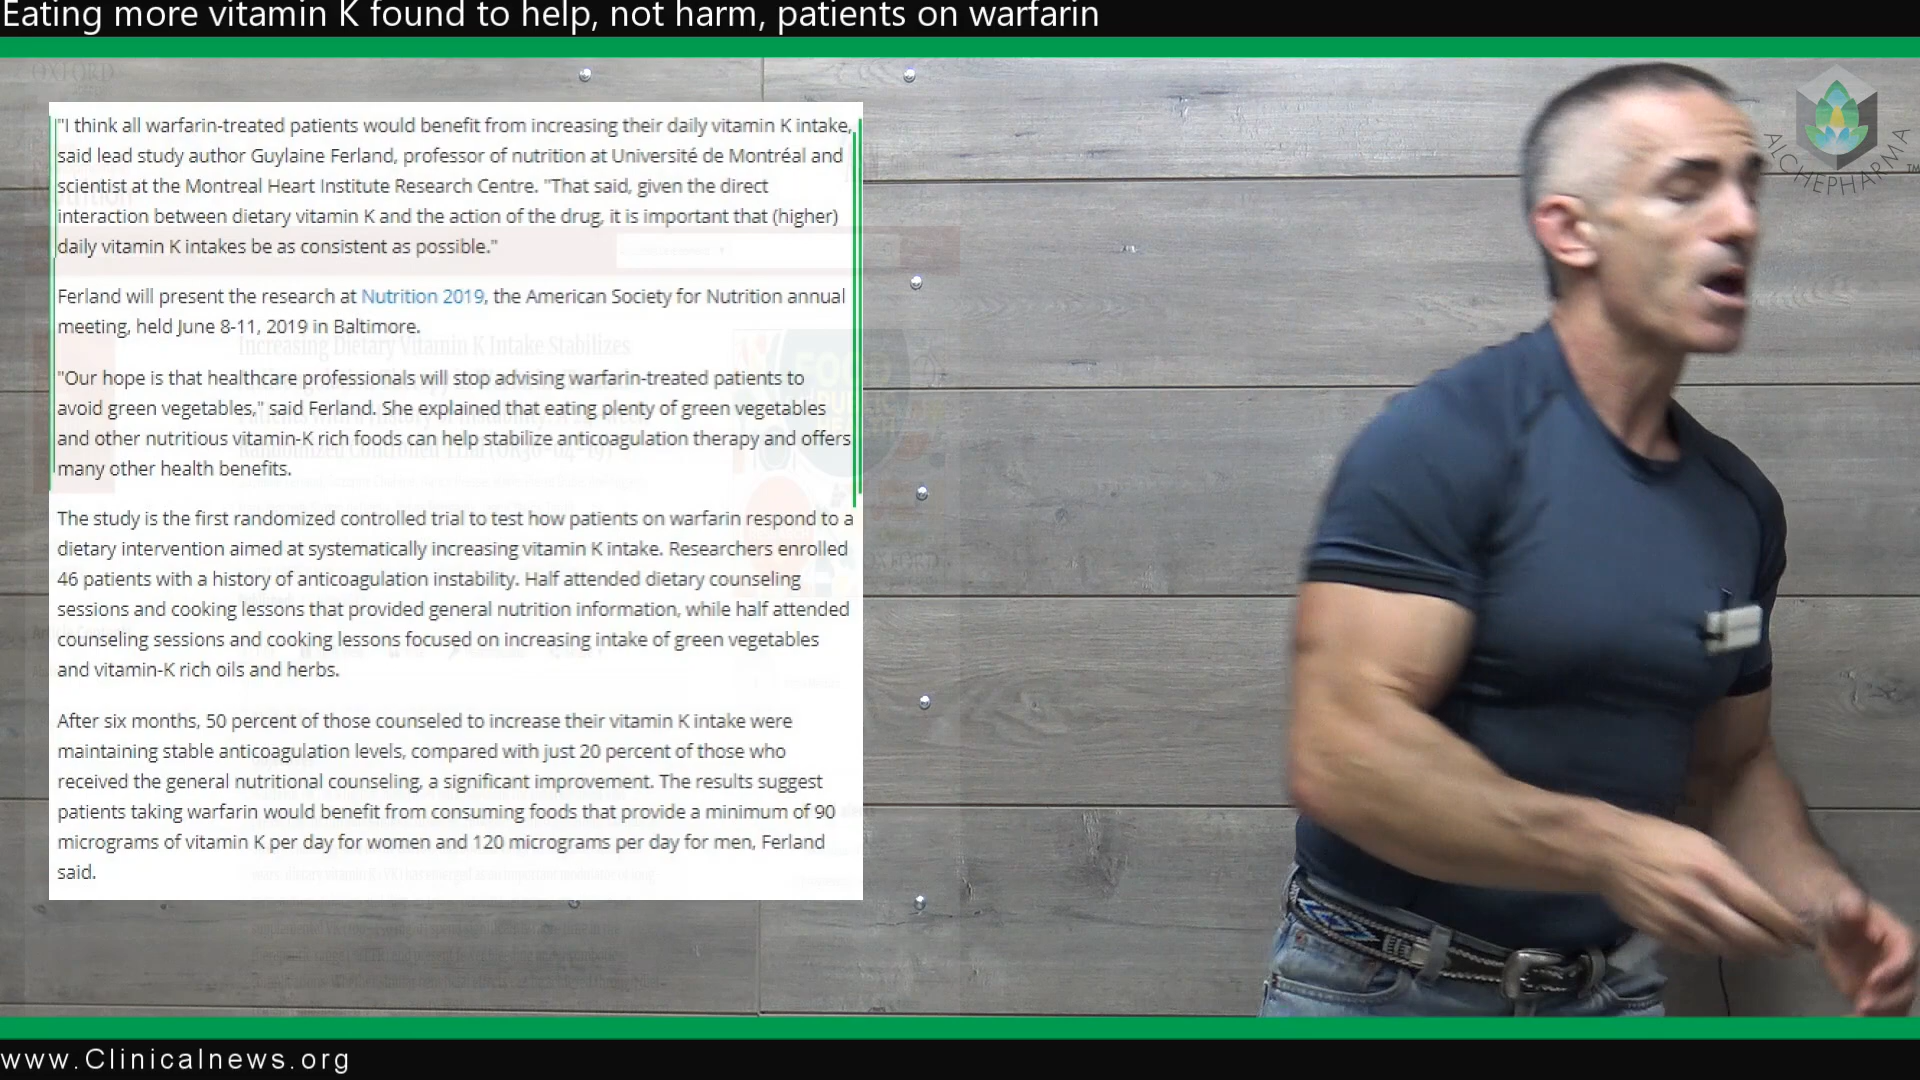 Eating more vitamin K found to help, not harm, patients on warfarin
"I think all warfarin-treated patients would benefit from increasing their daily vitamin K intake,
said lead study author Guylaine Ferland, professor of nutrition at Université de Montréal and
scientist at the Montreal Heart Institute Research Centre. "That said, given the direct
interaction between dietary vitamin K and the action of the drug, it is important that (higher)
daily vitamin K intakes be as consistent as possible."
Ferland will present the research at Nutrition 2019, the American Society for Nutrition annual
meeting, held June 8-11, 2019 in Baltimore.
"Our hope is that healthcare professionals will stop advising warfarin-treated patients to
avoid green vegetables," said Ferland. She explained that eating plenty of green vegetables
and other nutritious vitamin-K rich foods can help stabilize anticoagulation therapy and offers
many other health benefits.
The study is the first randomized controlled trial to test how patients on warfarin respond to a
dietary intervention aimed at systematically increasing vitamin K intake. Researchers enrolled
46 patients with a history of anticoagulation instability. Half attended dietary counseling
sessions and cooking lessons that provided general nutrition information, while half attended
counseling sessions and cooking lessons focused on increasing intake of green vegetables
and vitamin-K rich oils and herbs.
After six months, 50 percent of those counseled to increase their vitamin K intake were
maintaining stable anticoagulation levels, compared with just 20 percent of those who
received the general nutritional counseling, a significant improvement. The results suggest
patients taking warfarin would benefit from consuming foods that provide a minimum of 90
micrograms of vitamin K per day for women and 120 micrograms per day for men, Ferland
said.
OXFORD
Increasing Dietary Vitamin K Intake Stabilizes
ALCHEPHARMA™
www.Clinicalnews.org